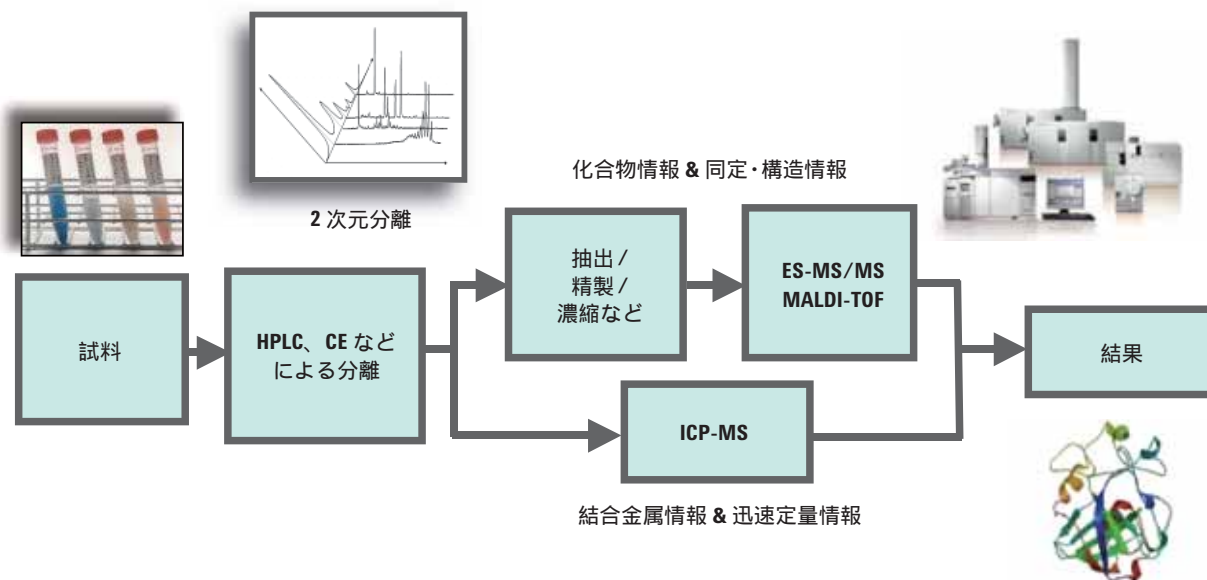 2 次元分離
化合物情報 & 同定・構造情報
試料
HPLC、CE など
による分離
抽出 /
精製 /
濃縮など
ES-MS/MS
MALDI-TOF
ICP-MS
結果
結合金属情報 & 迅速定量情報